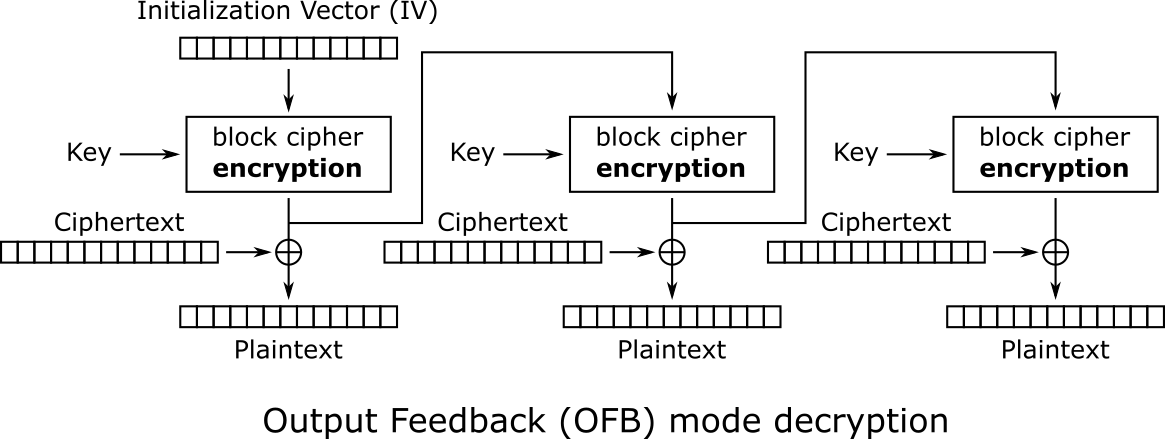 Initialization Vector (IV)
Key
block cipher
encryption
Key
block cipher
encryption
Key
block cipher
encryption
Ciphertext
Ciphertext
Ciphertext
Plaintext
Plaintext
Plaintext
Output Feedback (OFB) mode decryption